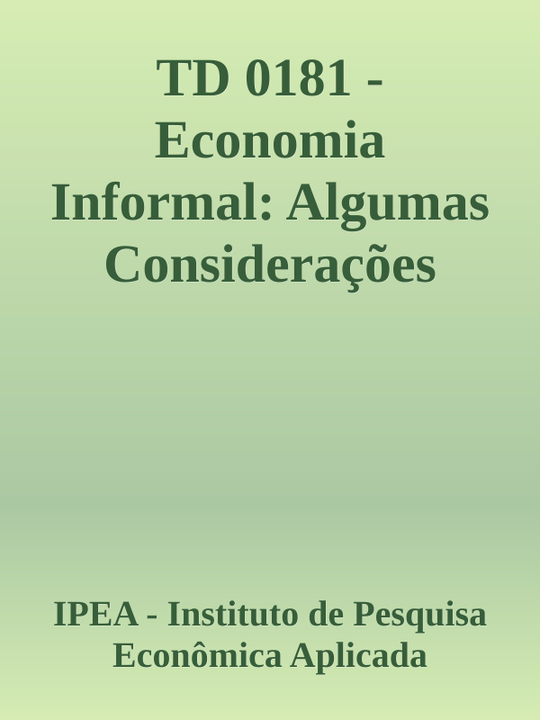 TD 0181 -
Economia
Informal: Algumas
Considerações
IPEA - Instituto de Pesquisa
Econômica Aplicada